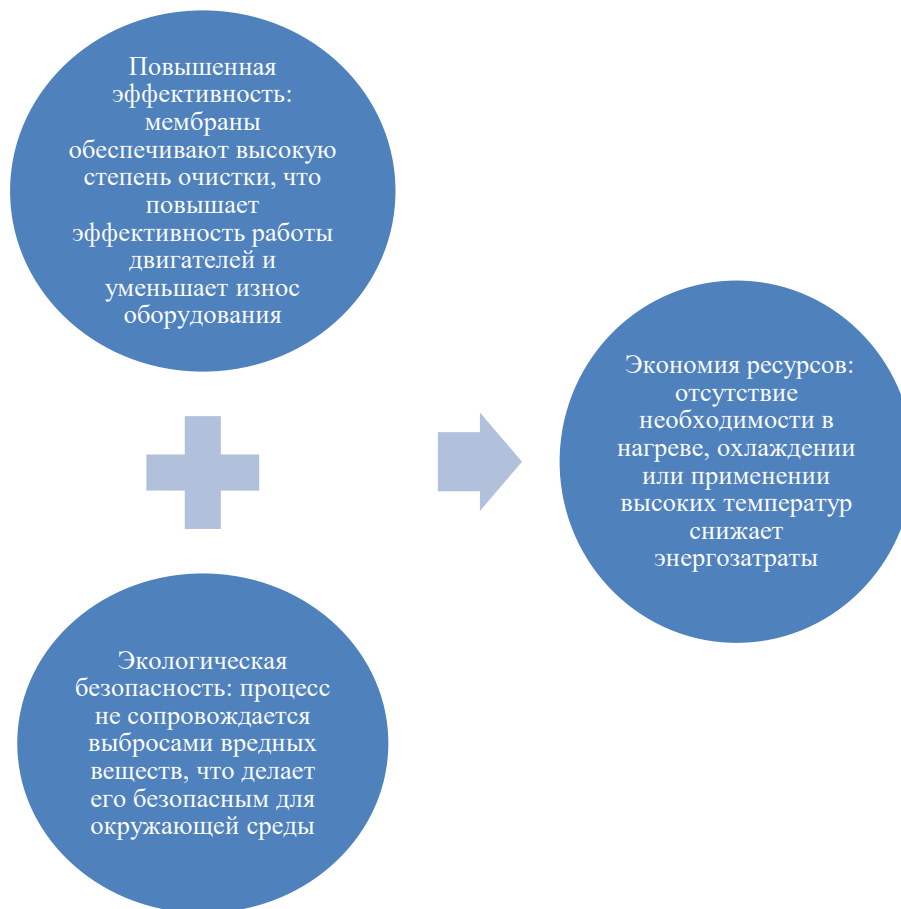 Повышенная
эффективность:
мембраны
обеспечивают высокую
степень очистки, что
повышает
эффективность работы
двигателей и
уменьшает износ
оборудования
Экологическая
безопасность: процесс
не сопровождается
выбросами вредных
веществ, что делает
его безопасным для
окружающей среды
Экономия ресурсов:
отсутствие
необходимости в
нагреве, охлаждении
или применении
высоких температур
снижает
энергозатраты